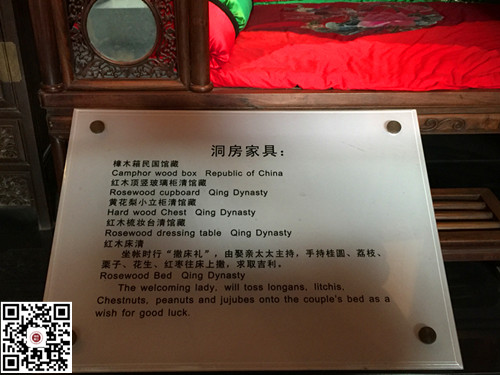 洞房家具：
樟木箱民国馆藏
Camphor wood box Republic of China
红木顶竖玻璃柜清馆藏
Rosewood cupboard Qing Dynasty
黄花梨小立柜清馆藏
Hard wood Chest Qing Dynasty
红木梳妆台清馆藏
Rosewood dressing table Qing Dynasty
红木床清
坐帐时行“撒床礼”，由娶亲太太主持，手持桂圆、荔枝、
栗子、花生、红枣往床上撒，求取吉利。
Rosewood Bed Qing Dynasty
The welcoming lady, will toss longans, litchis,
Chestnuts, peanuts and jujubes onto the couple's bed as a
wish for good luck.